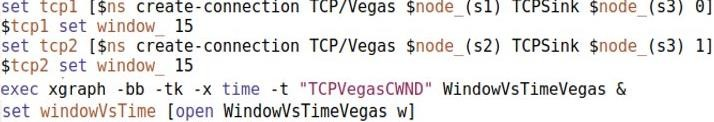 set tcp1 [$ns create-connection TCP/Vegas $node_(s1) TCPSink $node_(s3) 0]
$tcp1 set window_ 15
set tcp2 [$ns create-connection TCP/Vegas $node_(s2) TCPSink $node_(s3) 1]
$tcp2 set window_ 15
exec xgraph -bb -tk -x time -t "TCPVegasCWND" WindowVsTimeVegas &
set windowVsTime [open WindowVsTimeVegas w]